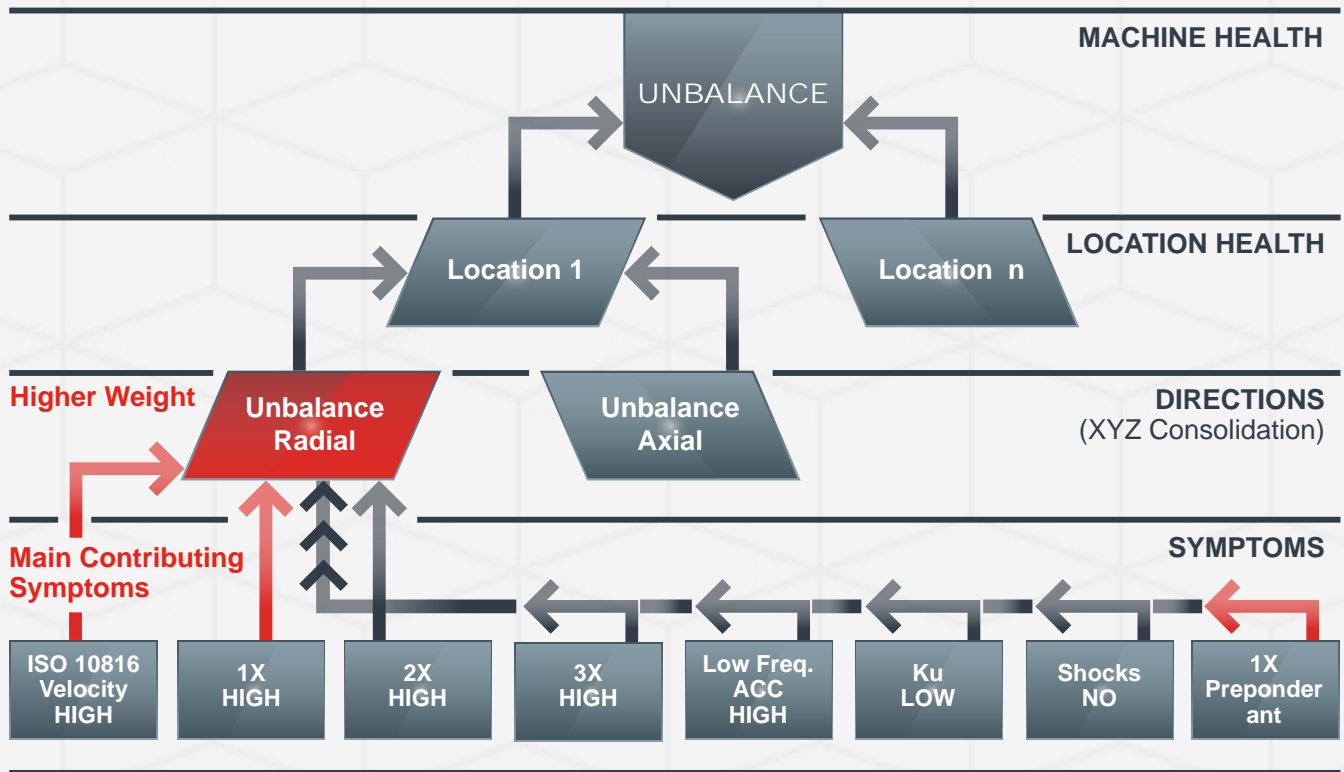 MACHINE HEALTH
UNBALANCE
LOCATION HEALTH
Location 1
Location n
Higher Weight
Unbalance
Radial
Unbalance
Axial
DIRECTIONS
(XYZ Consolidation)
Main Contributing
Symptoms
SYMPTOMS
ISO 10816
Velocity
HIGH
1X
HIGH
2X
HIGH
3X
HIGH
Low Freq.
ACC
HIGH
Ku
LOW
Shocks
NO
1X
Preponder
ant